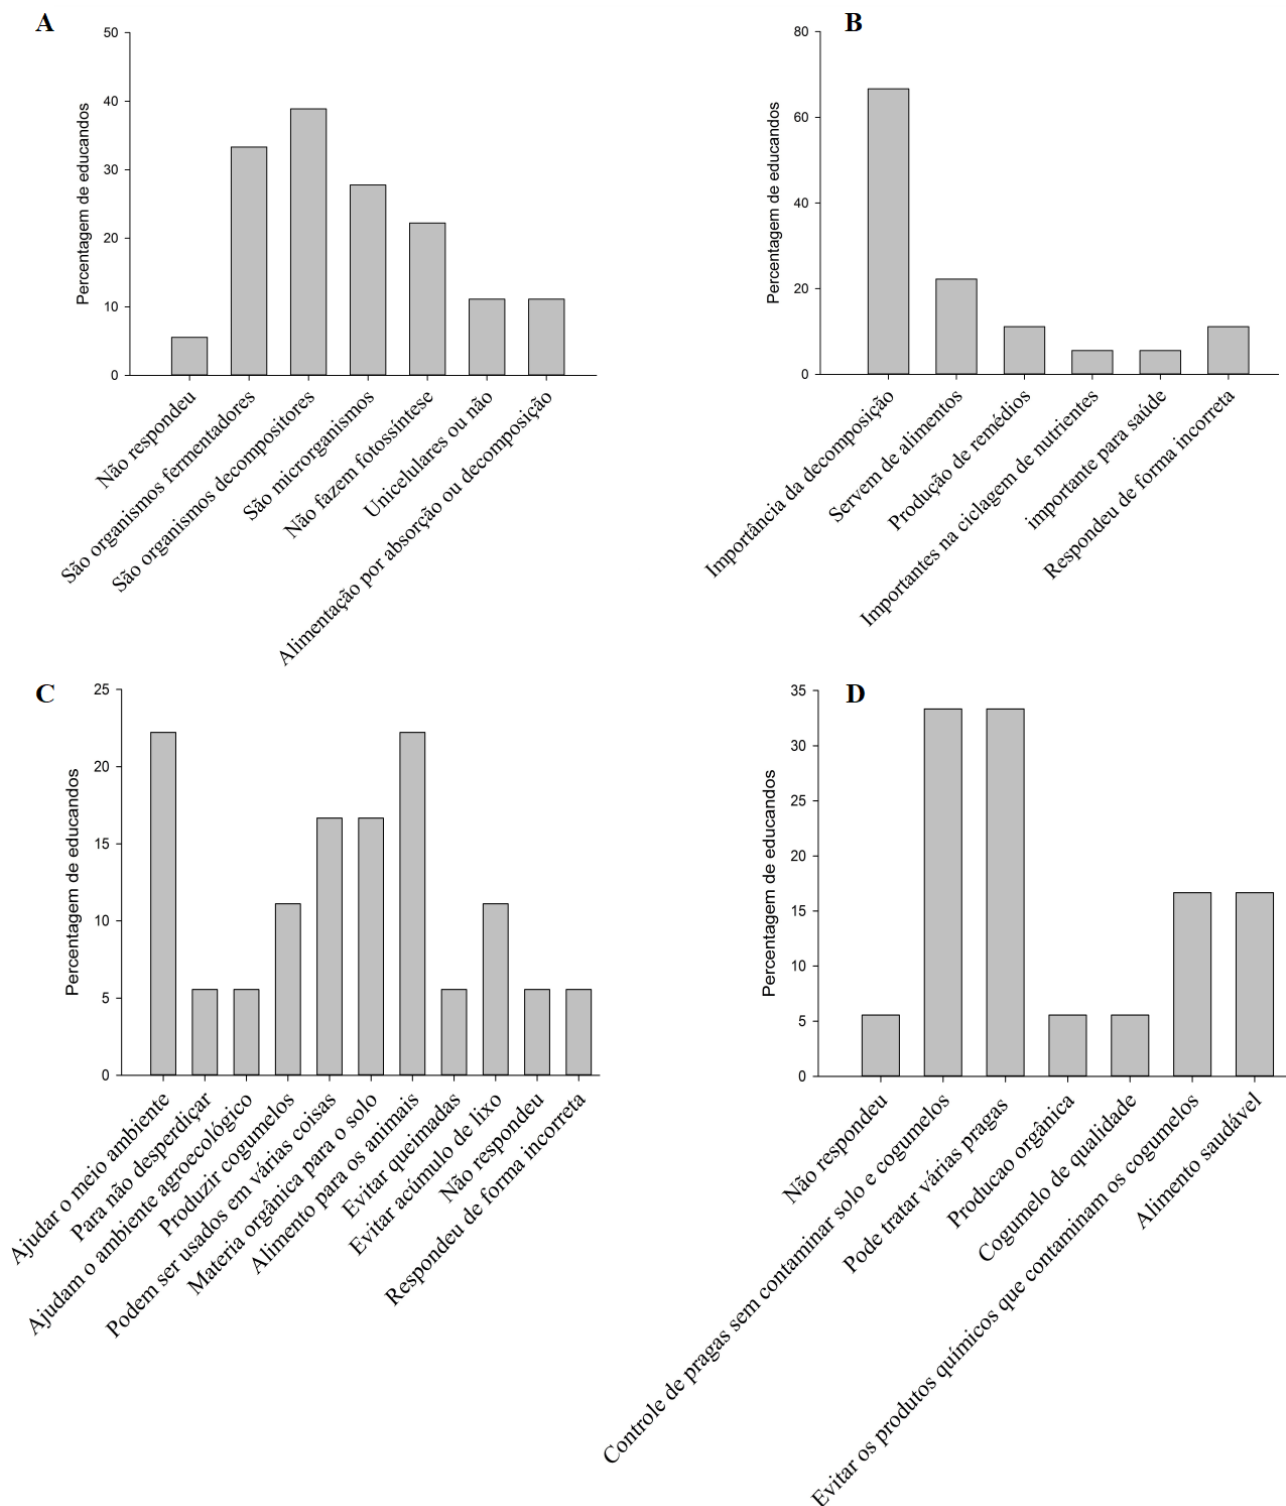 A
Percentagem de educandos
50
40
30
20
10
0
Não respondeu
São organismos fermentadores
São organismos decompositores
São microrganismos
Não fazem fotossíntese
Unicelulares ou não
Alimentação por absorção ou decomposição
B
Percentagem de educandos
80
60
40
20
0
Importância da decomposição
Servem de alimentos
Produção de remédios
Importantes na ciclagem de nutrientes
importante para saúde
Respondeu de forma incorreta
C
Percentagem de educandos
25
20
15
10
5
0
Ajudar o meio ambiente
Para não desperdiçar
Ajudam o ambiente agroecológico
Produzir cogumelos
Podem ser usados em várias coisas
Materia orgânica para o solo
Alimento para os animais
Evitar queimadas
Evitar acúmulo de lixo
Não respondeu
Respondeu de forma incorreta
D
Percentagem de educandos
35
30
25
20
15
10
5
0
Não respondeu
Controle de pragas sem contaminar solo e cogumelos
Pode tratar várias pragas
Producao orgânica
Cogumelo de qualidade
Evitar os produtos químicos que contaminam os cogumelos
Alimento saudável